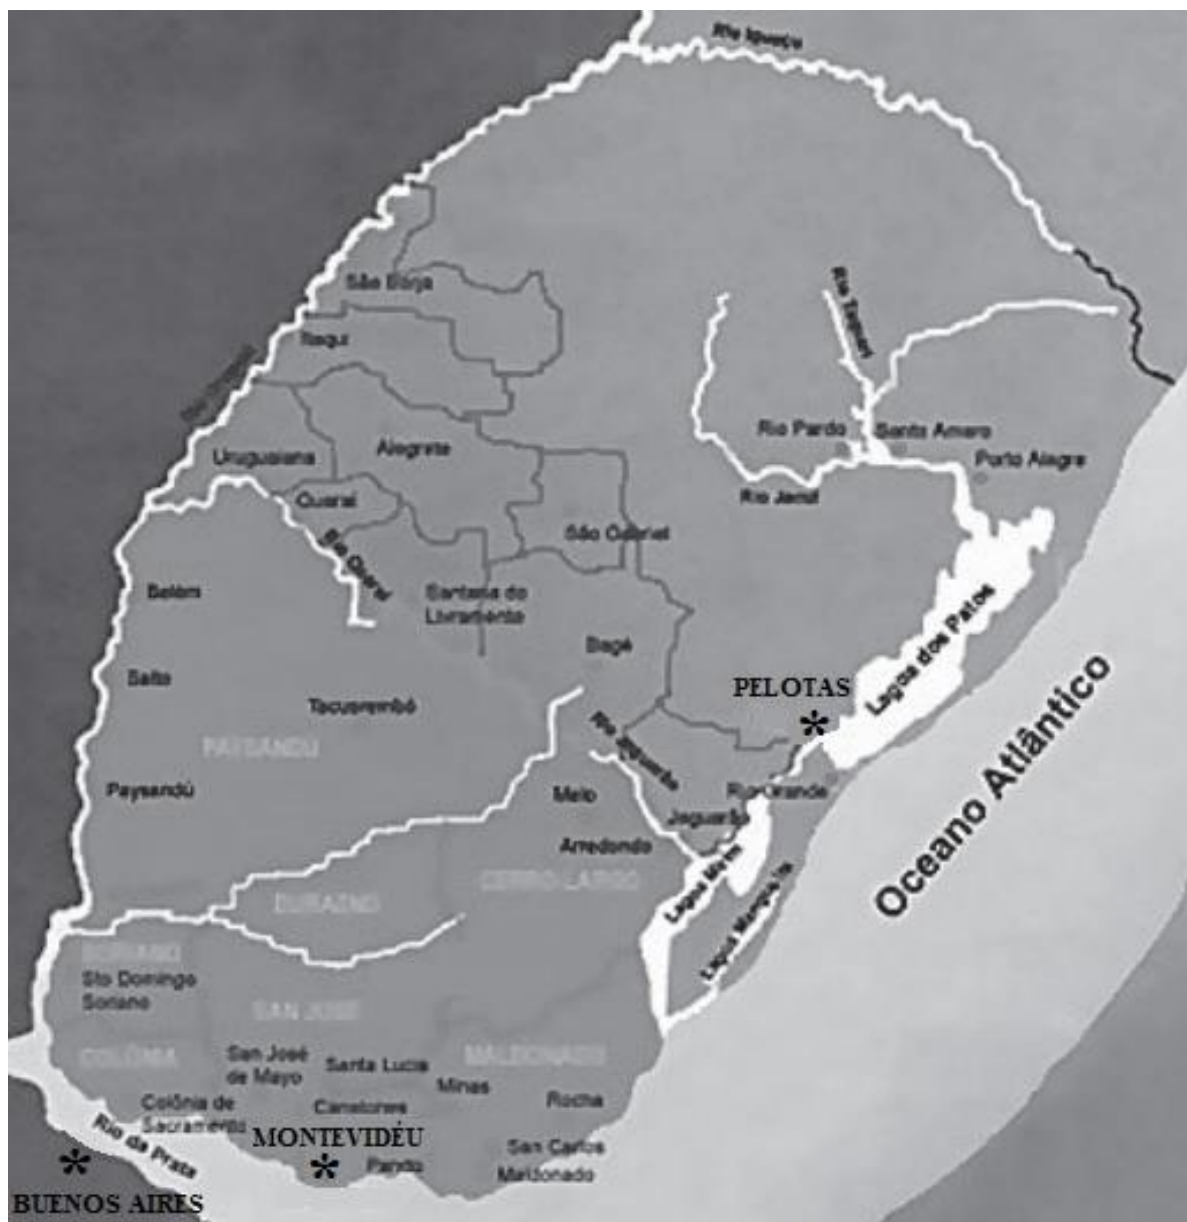 Rio Iguaçu
São Borja
Itaqui
Rio Taquari
Uruguaiana
Alegrete
Rio Pardo
Santo Amaro
Porto Alegre
Quaraí
Rio Jacuí
São Gabriel
Rio Quaraí
Belém
Santana do
Livramento
Bagé
Lagoa dos Patos
Salto
PELOTAS
Tacuarembó
PAYSANDU
Rio Jaguarão
Oceano Atlântico
Paysandú
Melo
Rio Grande
Jaguarão
Arredondo
Lagoa Mirim
CERRO LARGO
DURAZNO
Lagoa Mangueira
SORIANO
Sto Domingo
Soriano
SAN JOSÉ
COLÔNIA
San José
de Mayo
Santa Lucia
MALDONADO
Minas
Colônia de
Sacramento
Canelones
Rocha
Rio da Prata
MONTEVIDÉU
Pando
San Carlos
Maldonado
BUENOS AIRES